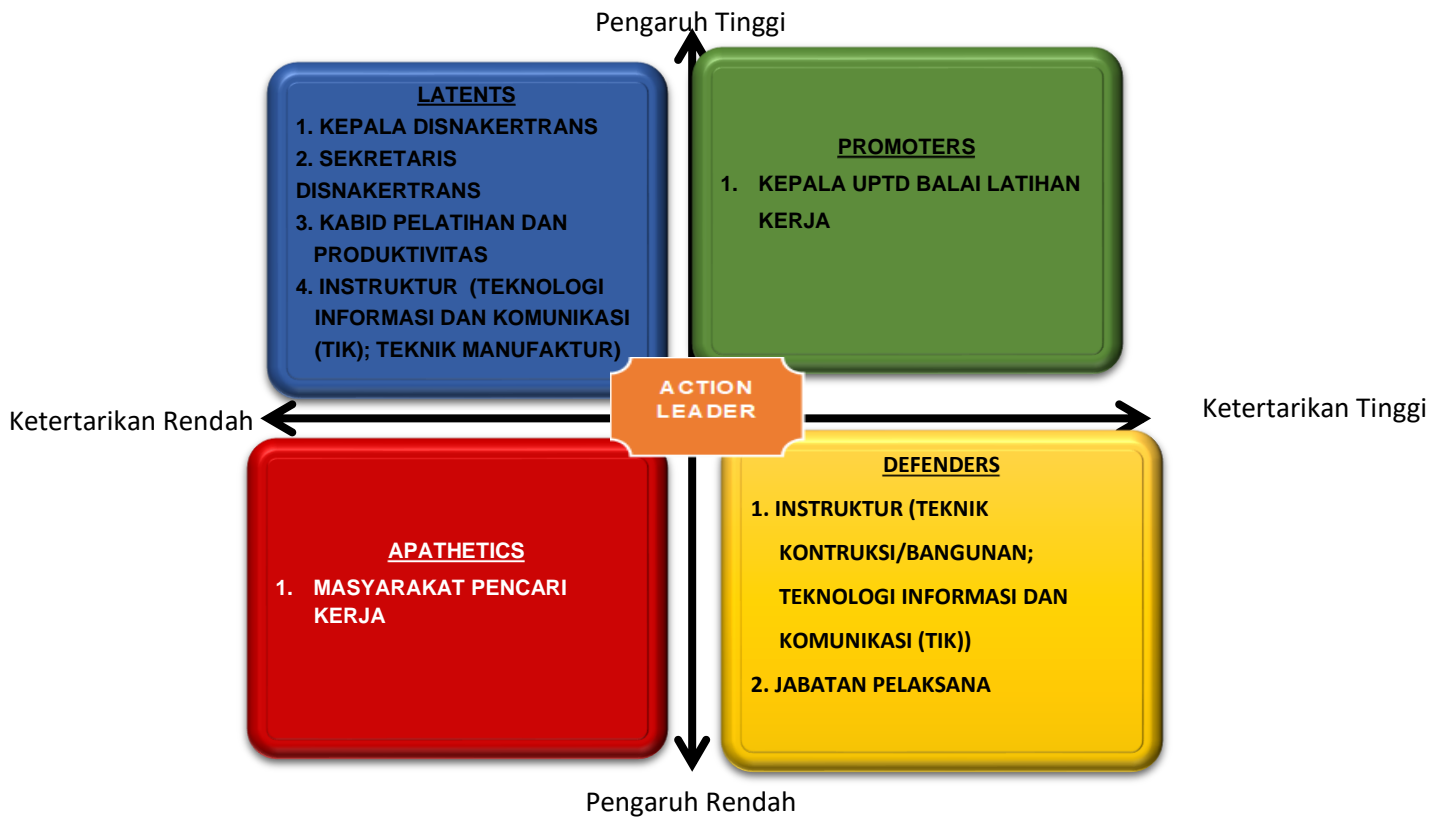 Pengaruh Tinggi
LATENTS
1. KEPALA DISNAKERTRANS
2. SEKRETARIS
DISNAKERTRANS
3. KABID PELATIHAN DAN
PRODUKTIVITAS
4. INSTRUKTUR (TEKNOLOGI
INFORMASI DAN KOMUNIKASI
(TIK); TEKNIK MANUFAKTUR)
PROMOTERS
1. KEPALA UPTD BALAI LATIHAN
KERJA
ACTION
LEADER
Ketertarikan Rendah
Ketertarikan Tinggi
APATHETICS
1. MASYARAKAT PENCARI
KERJA
DEFENDERS
1. INSTRUKTUR (TEKNIK
KONTRUKSI/BANGUNAN;
TEKNOLOGI INFORMASI DAN
KOMUNIKASI (TIK))
2. JABATAN PELAKSANA
Pengaruh Rendah